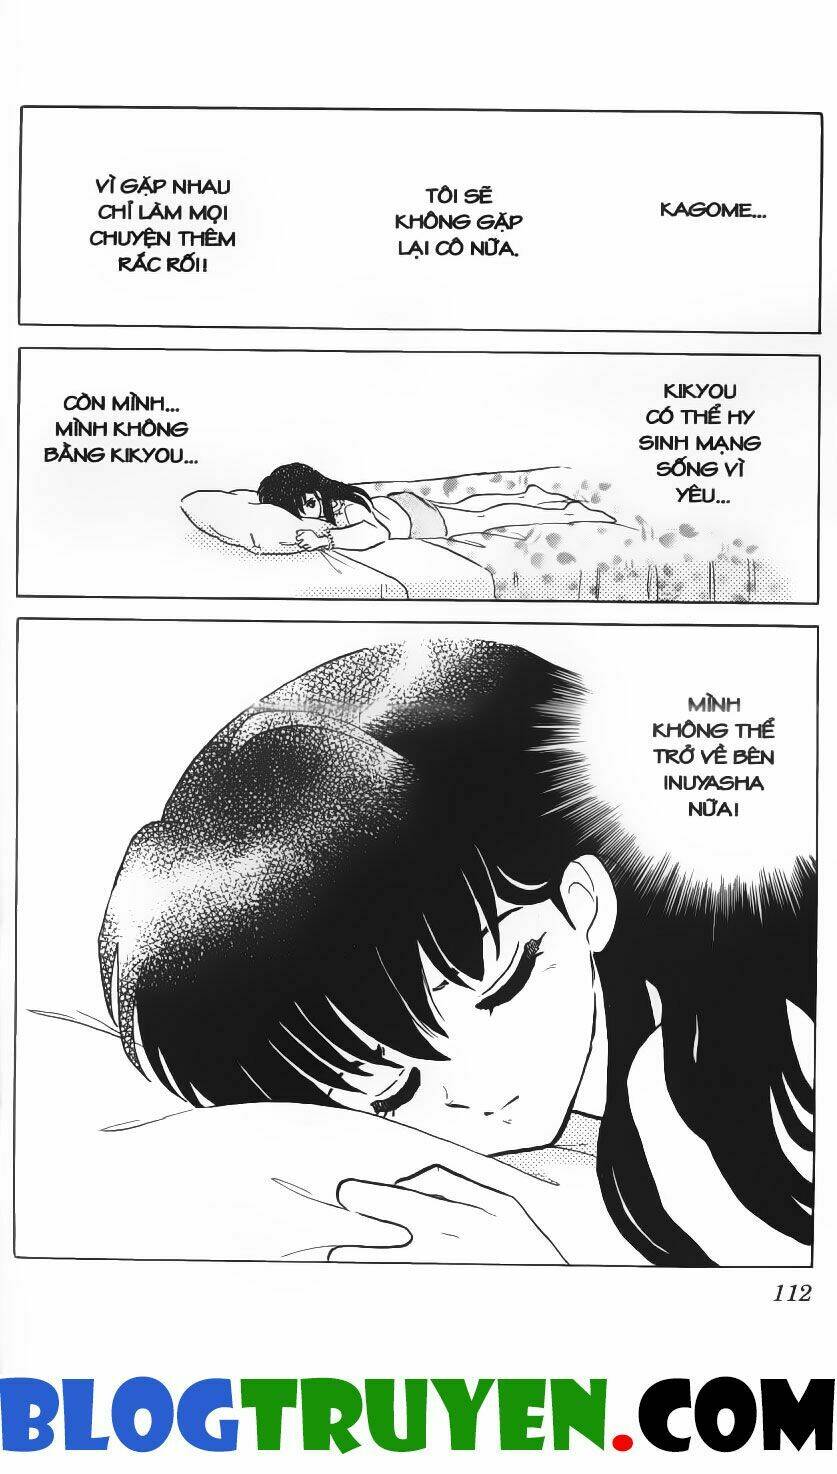 KAGOME...
TÔI SẼ
KHÔNG GẶP
LẠI CÔ NỮA.
VÌ GẶP NHAU
CHỈ LÀM MỌI
CHUYỆN THÊM
RẮC RỐI!
KIKYOU
CÓ THỂ HY
SINH MẠNG
SỐNG VÌ
YÊU...
CÒN MÌNH...
MÌNH KHÔNG
BẰNG KIKYOU...
MÌNH
KHÔNG THỂ
TRỞ VỀ BÊN
INUYASHA
NỮA!
112
BLOGTRUYEN.COM